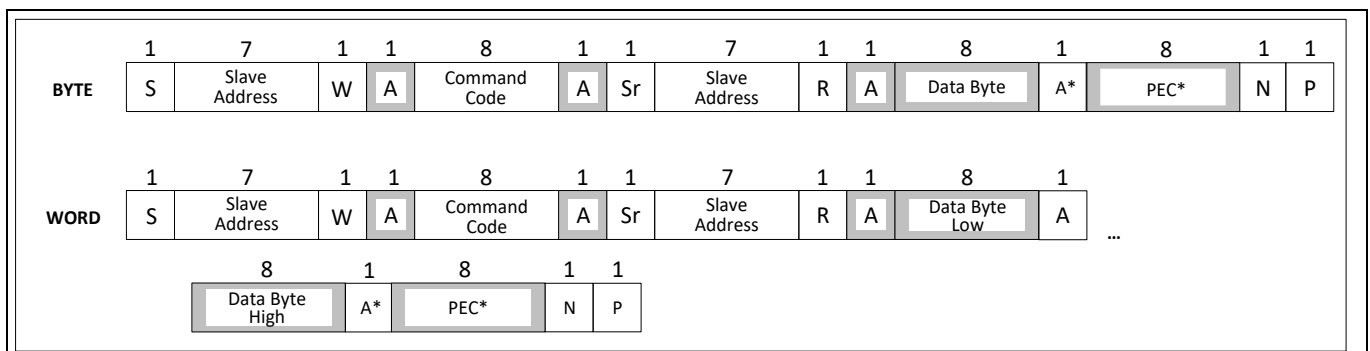 1 7 1 1 8 1 1 7 1 1 8 1 8 1 1
BYTE S Slave Address W A Command Code A Sr Slave Address R A Data Byte A* PEC* N P
1 7 1 1 8 1 1 7 1 1 8 1
WORD S Slave Address W A Command Code A Sr Slave Address R A Data Byte Low A ...
8 1 8 1 1
Data Byte High A* PEC* N P